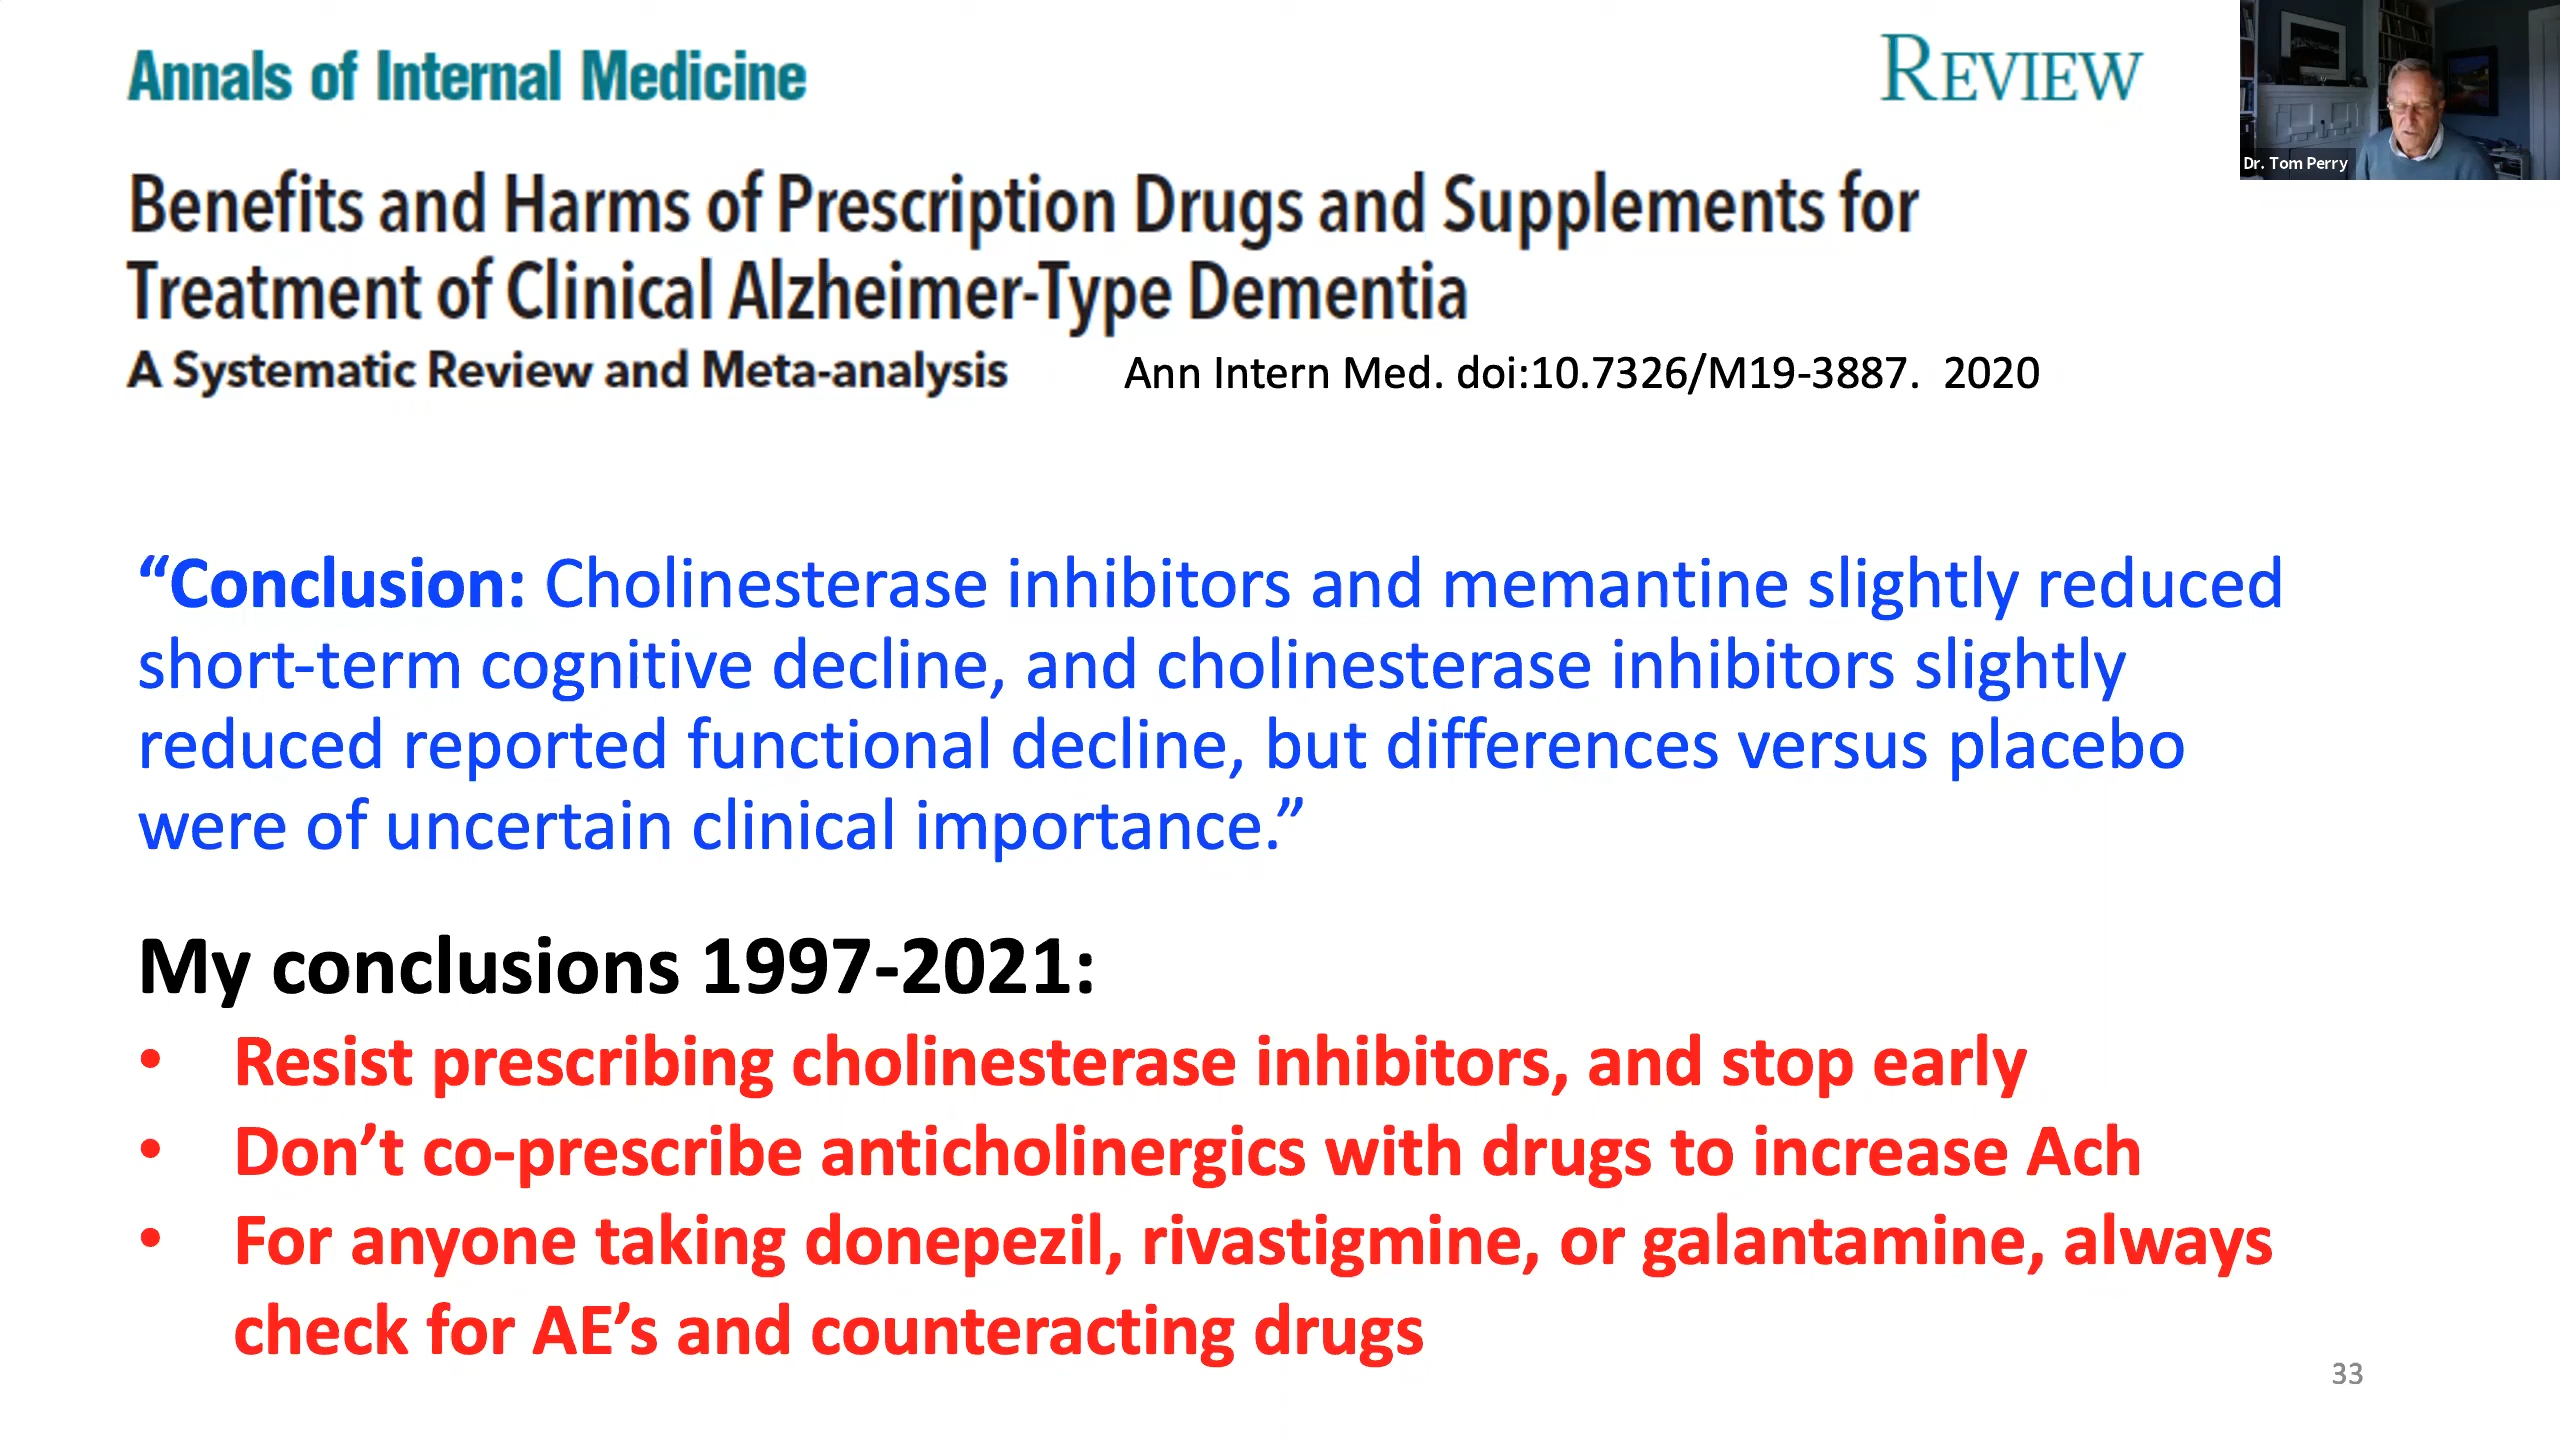 Annals of Internal Medicine
REVIEW
Dr. Tom Perry
Benefits and Harms of Prescription Drugs and Supplements for
Treatment of Clinical Alzheimer-Type Dementia
A Systematic Review and Meta-analysis
Ann Intern Med. doi:10.7326/M19-3887.  2020
“Conclusion: Cholinesterase inhibitors and memantine slightly reduced
short-term cognitive decline, and cholinesterase inhibitors slightly
reduced reported functional decline, but differences versus placebo
were of uncertain clinical importance.”
My conclusions 1997-2021:
• Resist prescribing cholinesterase inhibitors, and stop early
• Don’t co-prescribe anticholinergics with drugs to increase Ach
• For anyone taking donepezil, rivastigmine, or galantamine, always
check for AE’s and counteracting drugs
33